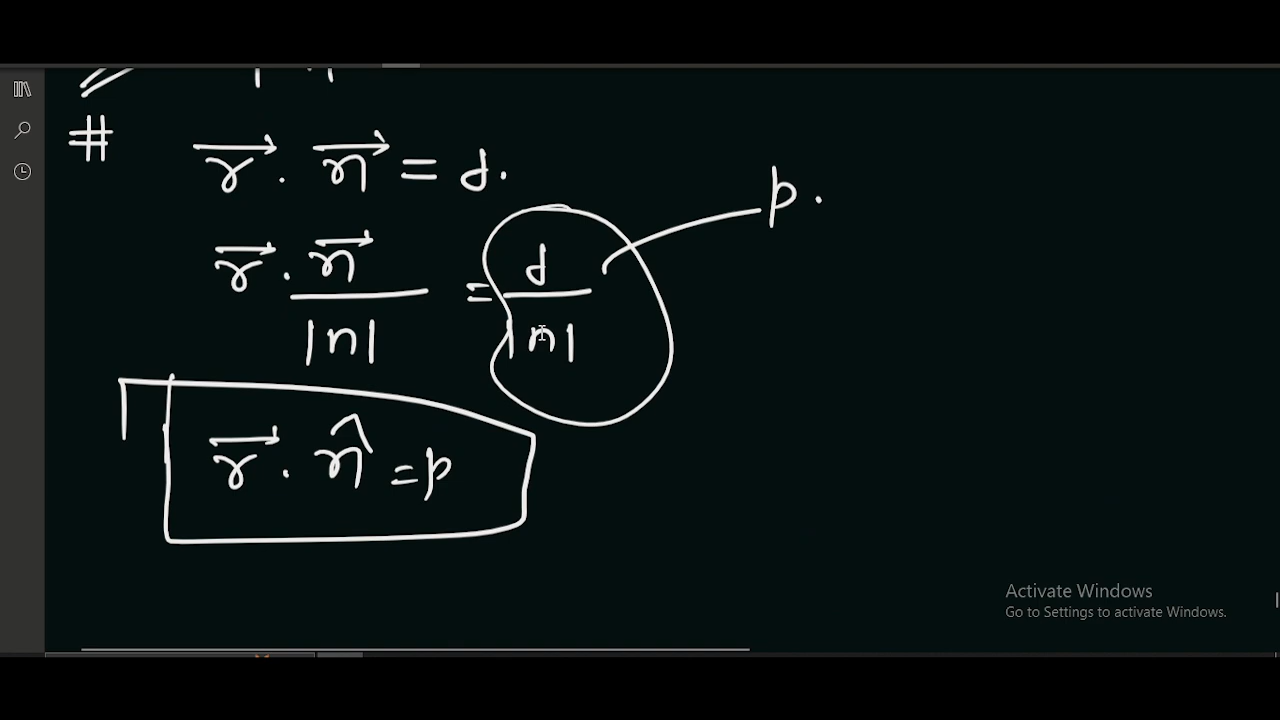 # r⃗ . n⃗ = d.
p.
r⃗ . n⃗ / |n| = d / |n|
r⃗ . n̂ = p
Activate Windows
Go to Settings to activate Windows.